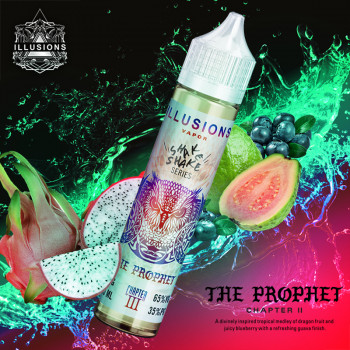 ILLUSIONS
ILLUSIONS
VAPOR
SHAKE
SERIES
THE PROPHET
CHAPTER
III
65%
35%
ML
THE PROPHET
CHAPTER II
A divinely inspired tropical medley of dragon fruit and
juicy blueberry with a refreshing guava finish